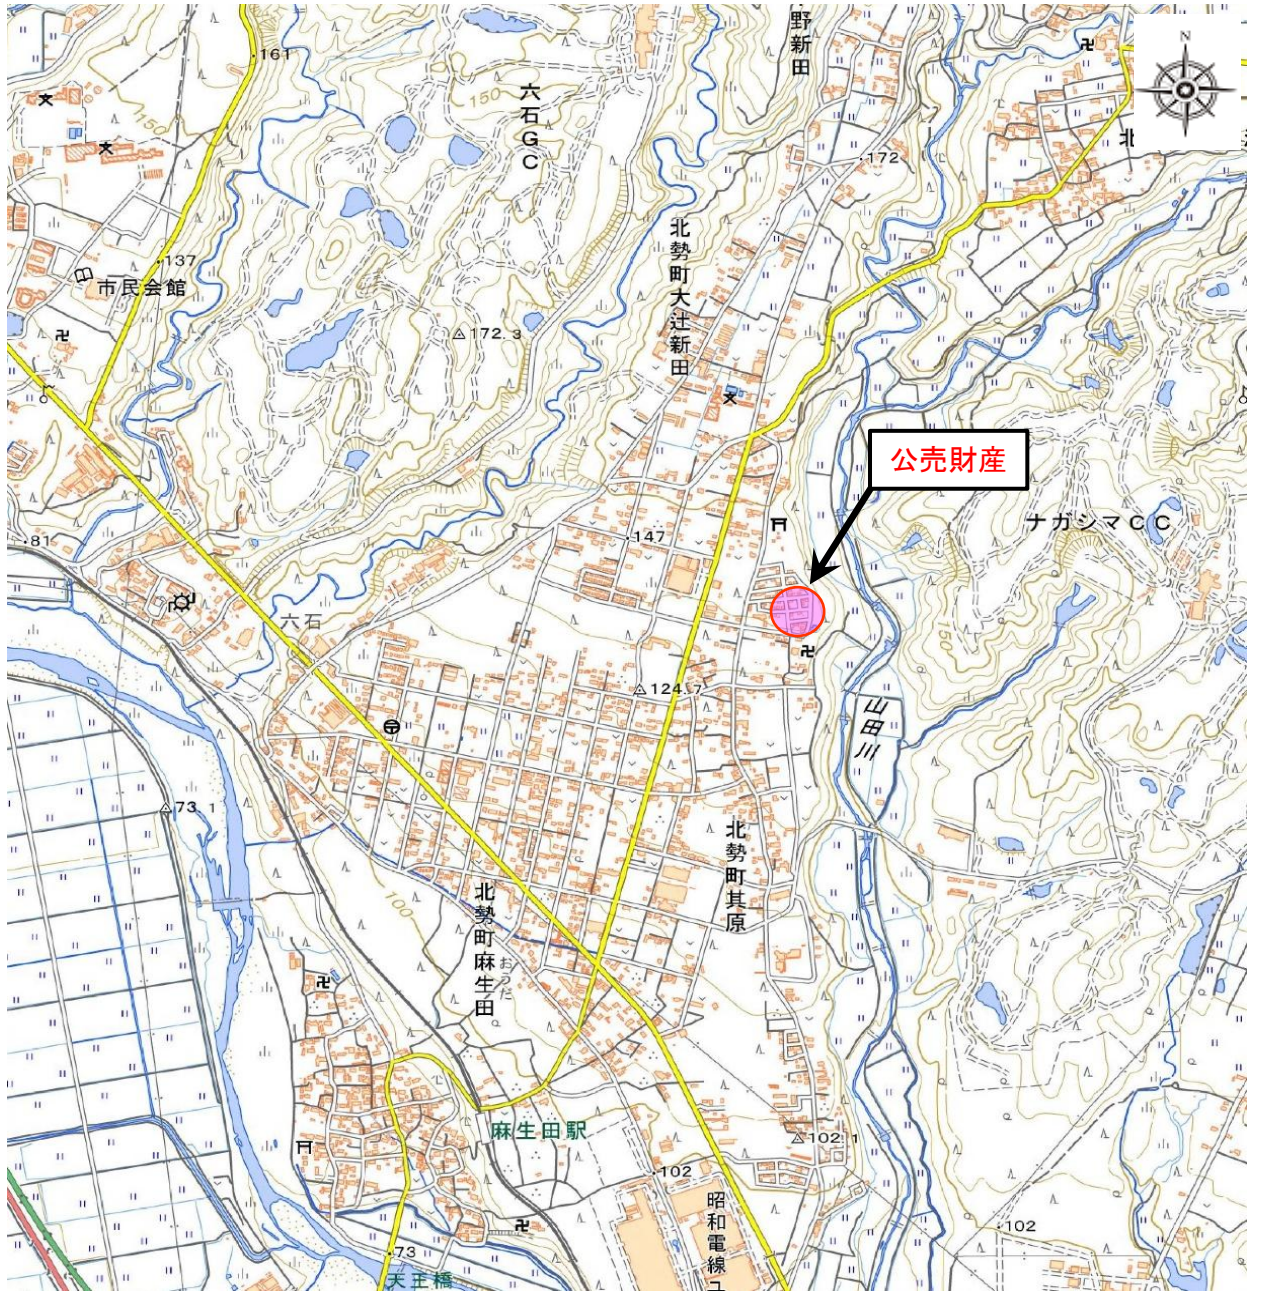 野新田
N
161
150
六石GC
150
北
172
137
市民会館
北勢町大辻新田
172.3
公売財産
ナガシマCC
147
81
六石
124.7
山田川
73.1
北勢町其原
100
北勢町麻生田
おうだ
麻生田駅
102.1
102
昭和電線ユ
102
73
天王橋